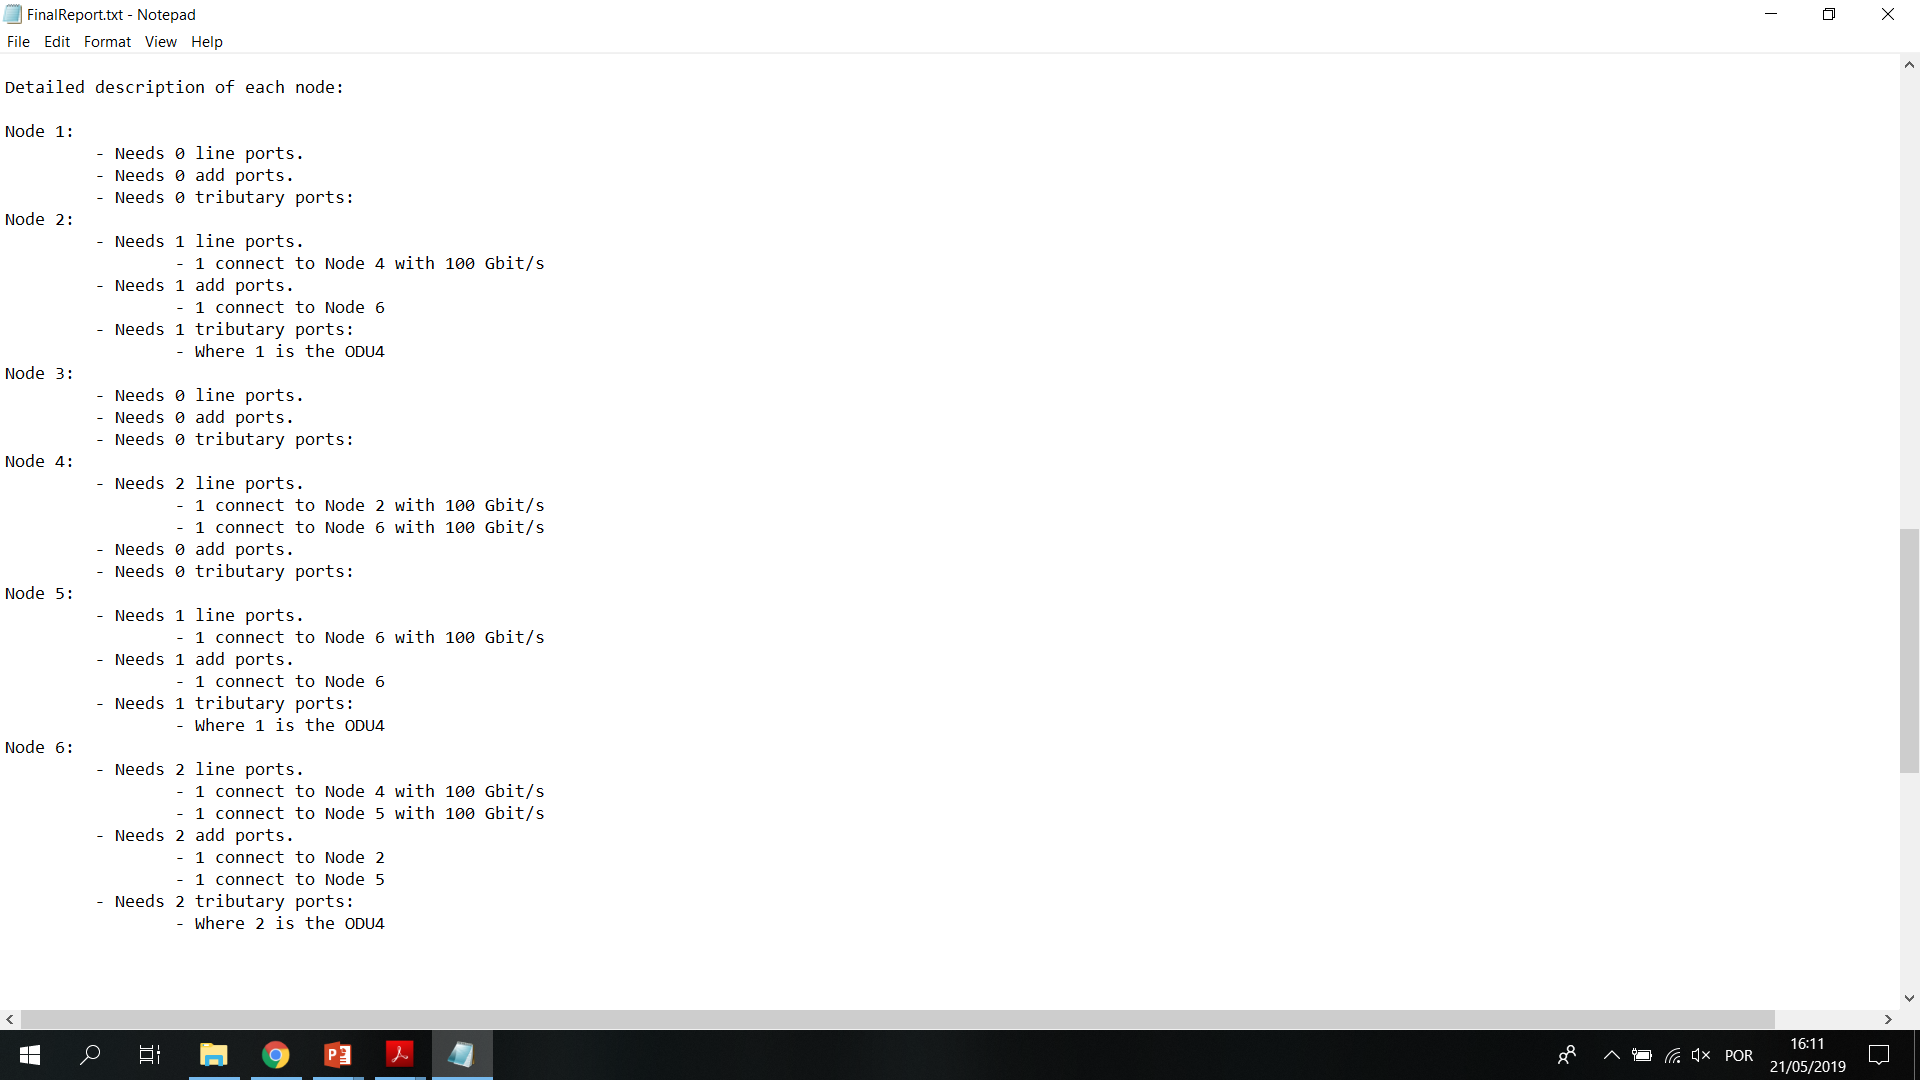 FinalReport.txt - Notepad
File Edit Format View Help
Detailed description of each node:
Node 1:
- Needs 0 line ports.
- Needs 0 add ports.
- Needs 0 tributary ports:
Node 2:
- Needs 1 line ports.
- 1 connect to Node 4 with 100 Gbit/s
- Needs 1 add ports.
- 1 connect to Node 6
- Needs 1 tributary ports:
- Where 1 is the ODU4
Node 3:
- Needs 0 line ports.
- Needs 0 add ports.
- Needs 0 tributary ports:
Node 4:
- Needs 2 line ports.
- 1 connect to Node 2 with 100 Gbit/s
- 1 connect to Node 6 with 100 Gbit/s
- Needs 0 add ports.
- Needs 0 tributary ports:
Node 5:
- Needs 1 line ports.
- 1 connect to Node 6 with 100 Gbit/s
- Needs 1 add ports.
- 1 connect to Node 6
- Needs 1 tributary ports:
- Where 1 is the ODU4
Node 6:
- Needs 2 line ports.
- 1 connect to Node 4 with 100 Gbit/s
- 1 connect to Node 5 with 100 Gbit/s
- Needs 2 add ports.
- 1 connect to Node 2
- 1 connect to Node 5
- Needs 2 tributary ports:
- Where 2 is the ODU4
POR
16:11
21/05/2019